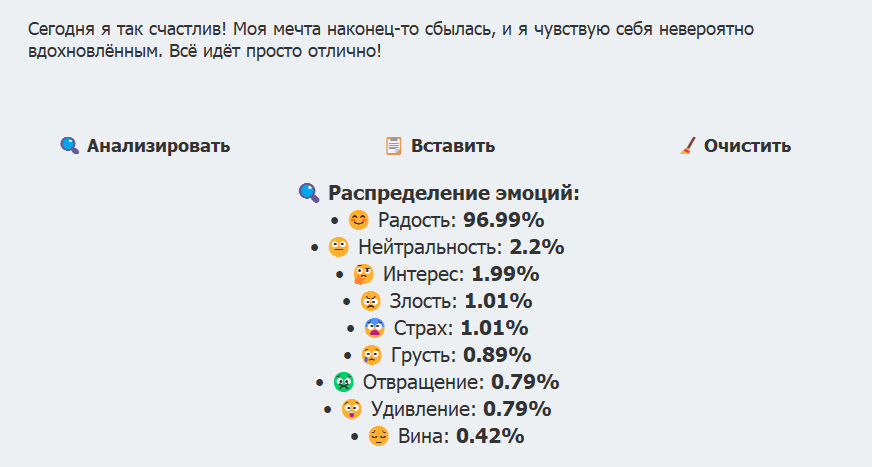 Сегодня я так счастлив! Моя мечта наконец-то сбылась, и я чувствую себя невероятно
вдохновлённым. Всё идёт просто отлично!
🔍 Анализировать
📋 Вставить
🖌 Очистить
🔍 Распределение эмоций:
• 😊 Радость: 96.99%
• 😐 Нейтральность: 2.2%
• 🤔 Интерес: 1.99%
• 😠 Злость: 1.01%
• 😱 Страх: 1.01%
• 😢 Грусть: 0.89%
• 🤢 Отвращение: 0.79%
• 😲 Удивление: 0.79%
• 😔 Вина: 0.42%